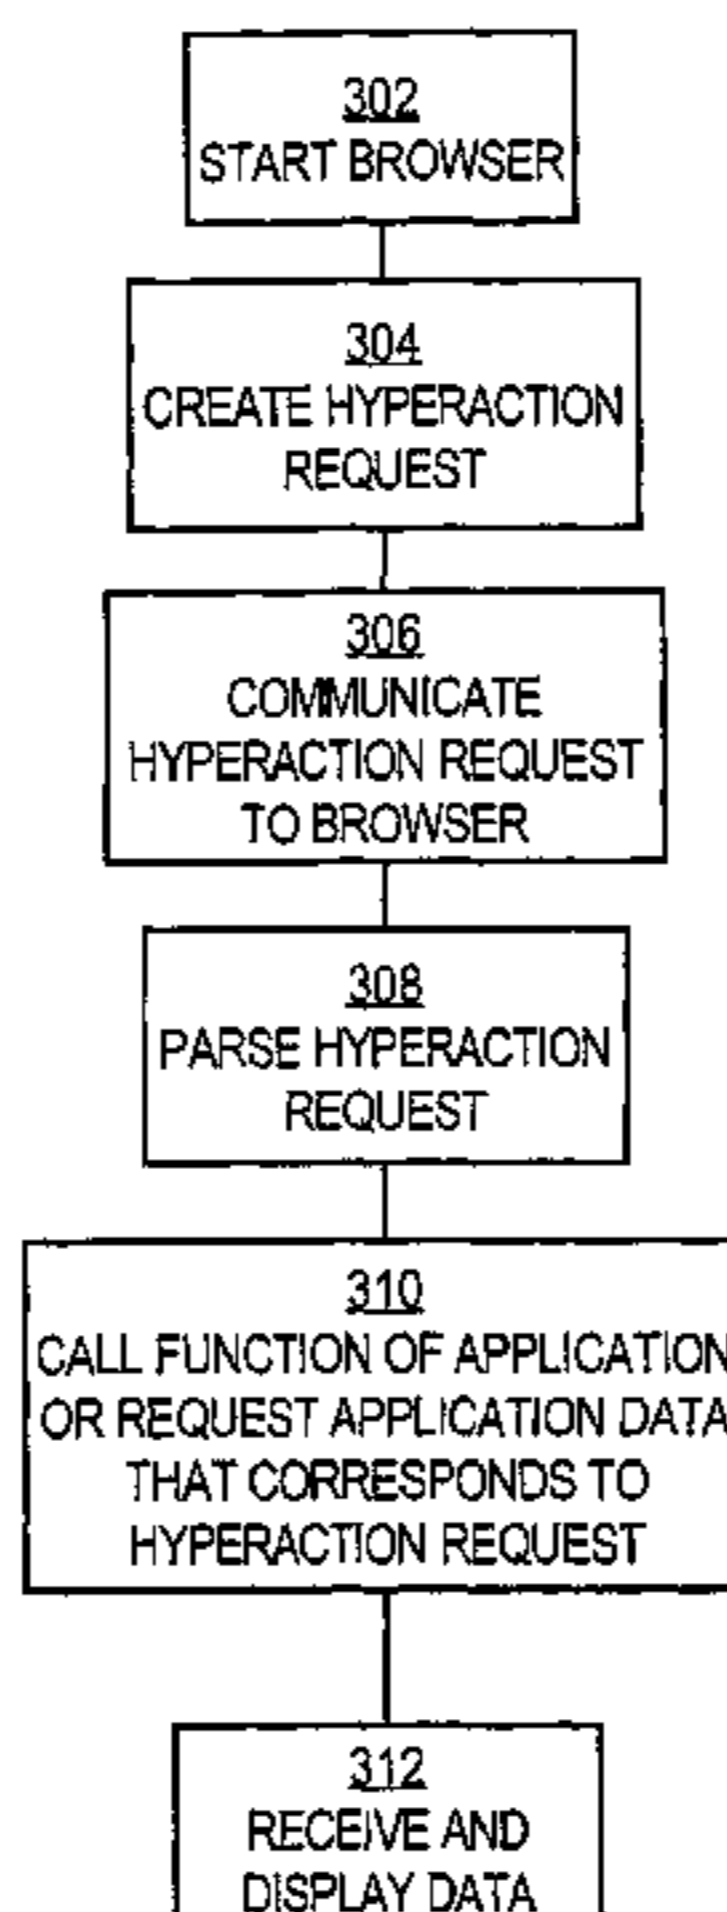 302
START BROWSER
304
CREATE HYPERACTION
REQUEST
306
COMMUNICATE
HYPERACTION REQUEST
TO BROWSER
308
PARSE HYPERACTION
REQUEST
310
CALL FUNCTION OF APPLICATION
OR REQUEST APPLICATION DATA
THAT CORRESPONDS TO
HYPERACTION REQUEST
312
RECEIVE AND
DISPLAY DATA